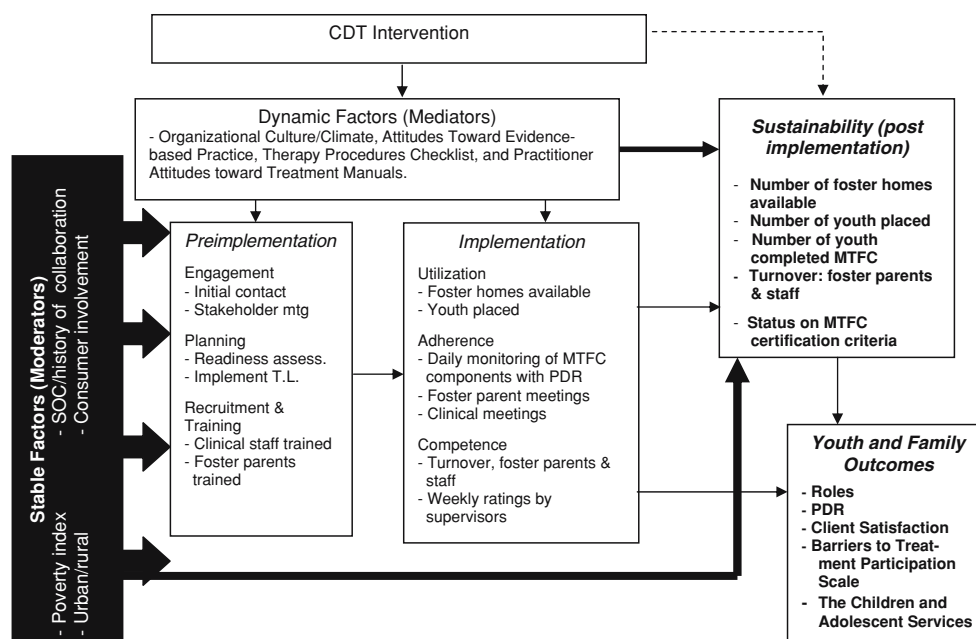 CDT Intervention
Dynamic Factors (Mediators)
- Organizational Culture/Climate, Attitudes Toward Evidence-
based Practice, Therapy Procedures Checklist, and Practitioner
Attitudes toward Treatment Manuals.
Stable Factors (Moderators)
- Poverty index
- Urban/rural
- SOC/history of collaboration
- Consumer involvement
Preimplementation
Engagement
- Initial contact
- Stakeholder mtg
Planning
- Readiness assess.
- Implement T.L.
Recruitment &
Training
- Clinical staff trained
- Foster parents
trained
Implementation
Utilization
- Foster homes available
- Youth placed
Adherence
- Daily monitoring of MTFC
components with PDR
- Foster parent meetings
- Clinical meetings
Competence
- Turnover, foster parents &
staff
- Weekly ratings by
supervisors
Sustainability (post
implementation)
- Number of foster homes
available
- Number of youth placed
- Number of youth
completed MTFC
- Turnover: foster parents
& staff
- Status on MTFC
certification criteria
Youth and Family
Outcomes
- Roles
- PDR
- Client Satisfaction
- Barriers to Treat-
ment Participation
Scale
- The Children and
Adolescent Services